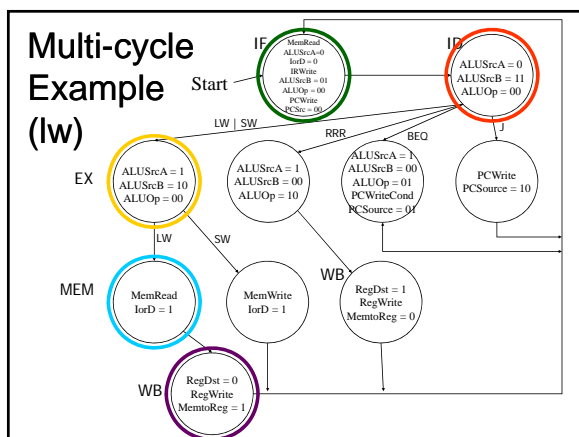 Multi-cycle
Example
(lw)
IF
MemRead
ALUSrcA=0
IorD = 0
IRWrite
ALUSrcB = 01
ALUOp = 00
PCWrite
PCSrc = 00
Start
ID
ALUSrcA = 0
ALUSrcB = 11
ALUOp = 00
LW | SW
RRR
BEQ
J
EX
ALUSrcA = 1
ALUSrcB = 10
ALUOp = 00
ALUSrcA = 1
ALUSrcB = 00
ALUOp = 10
ALUSrcA = 1
ALUSrcB = 00
ALUOp = 01
PCWriteCond
PCSource = 01
PCWrite
PCSource = 10
LW
SW
MEM
MemRead
IorD = 1
MemWrite
IorD = 1
WB
RegDst = 1
RegWrite
MemtoReg = 0
WB
RegDst = 0
RegWrite
MemtoReg = 1